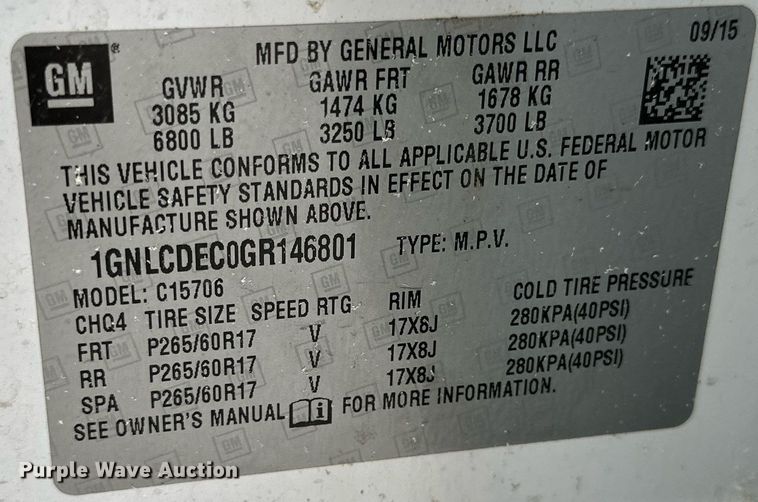 GM
MFD BY GENERAL MOTORS LLC 09/15
GVWR GAWR FRT GAWR RR
3085 KG 1474 KG 1678 KG
6800 LB 3250 LB 3700 LB
THIS VEHICLE CONFORMS TO ALL APPLICABLE U.S. FEDERAL MOTOR
VEHICLE SAFETY STANDARDS IN EFFECT ON THE DATE OF
MANUFACTURE SHOWN ABOVE.
1GNLCDEC0GR146801 TYPE: M.P.V.
MODEL: C15706
CHQ4 TIRE SIZE SPEED RTG RIM COLD TIRE PRESSURE
FRT P265/60R17 V 17X8J 280KPA(40PSI)
RR P265/60R17 V 17X8J 280KPA(40PSI)
SPA P265/60R17 V 17X8J 280KPA(40PSI)
SEE OWNER'S MANUAL i FOR MORE INFORMATION.
Purple Wave Auction